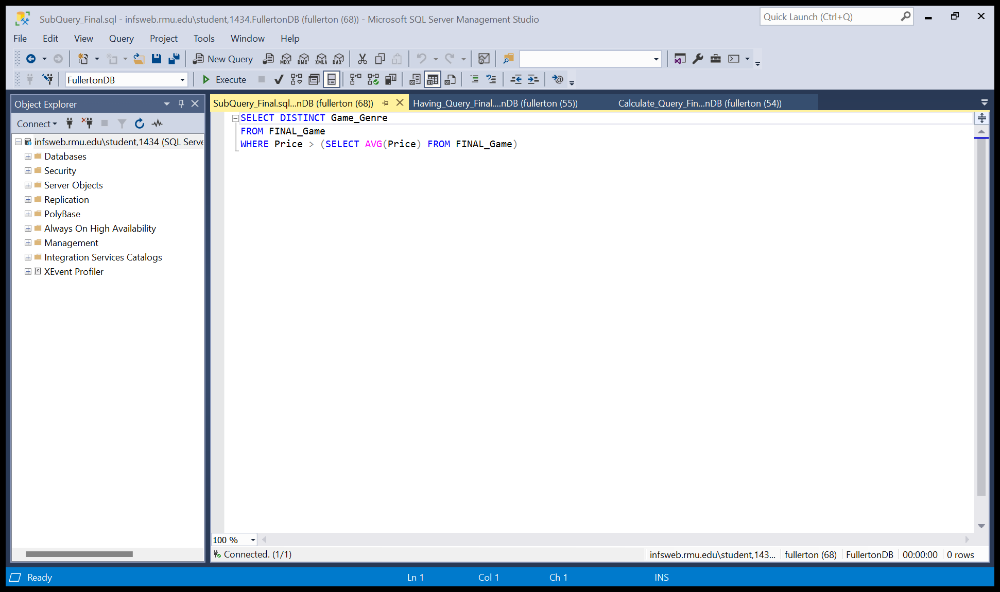 SubQuery_Final.sql - infsweb.rmu.edu\student,1434.FullertonDB (fullerton (68)) - Microsoft SQL Server Management Studio
Quick Launch (Ctrl+Q)
File Edit View Query Project Tools Window Help
New Query MDX DMX XMLA DAX
FullertonDB Execute
Object Explorer
Connect
infsweb.rmu.edu\student,1434 (SQL Serve
Databases
Security
Server Objects
Replication
PolyBase
Always On High Availability
Management
Integration Services Catalogs
XEvent Profiler
SubQuery_Final.sql...nDB (fullerton (68)) Having_Query_Final....nDB (fullerton (55)) Calculate_Query_Fin...nDB (fullerton (54))
SELECT DISTINCT Game_Genre
FROM FINAL_Game
WHERE Price > (SELECT AVG(Price) FROM FINAL_Game)
100 %
Connected. (1/1) infsweb.rmu.edu\student,143... fullerton (68) FullertonDB 00:00:00 0 rows
Ready Ln 1 Col 1 Ch 1 INS